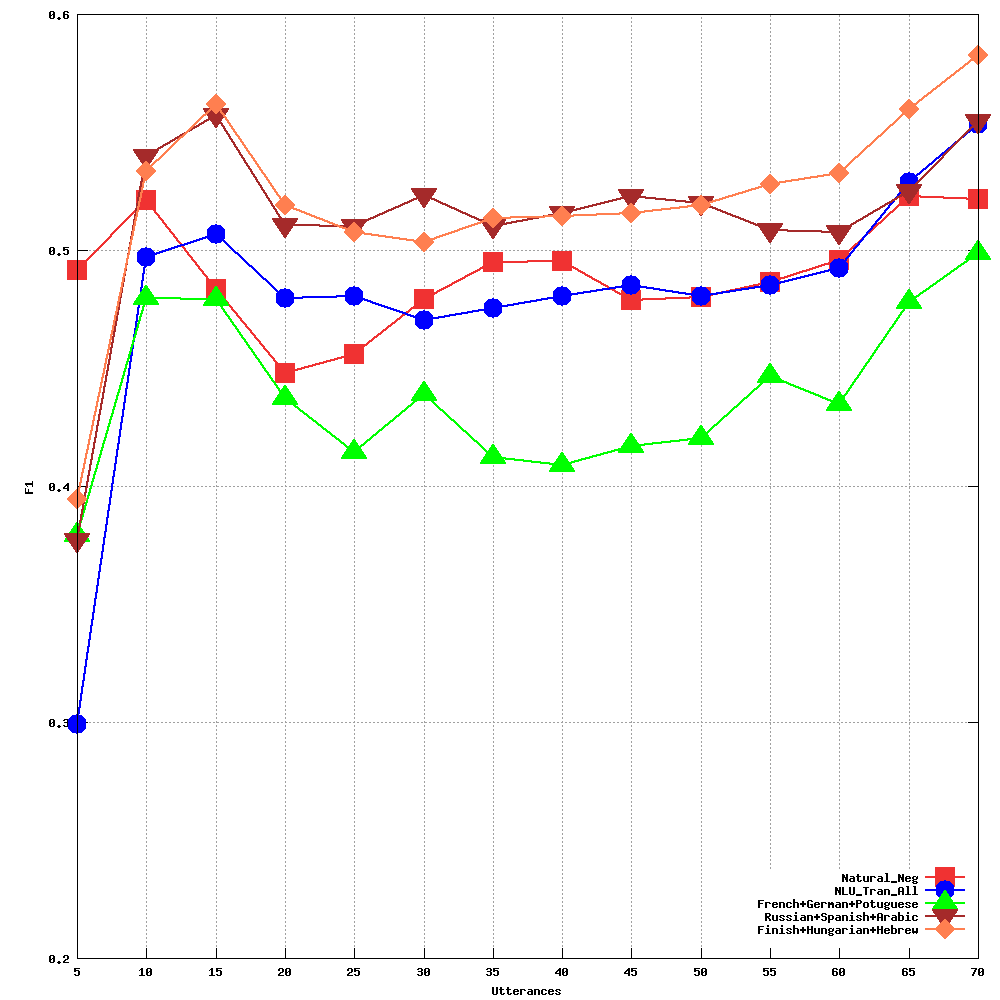 0.6
0.5
0.4
0.3
0.2
F1
5 10 15 20 25 30 35 40 45 50 55 60 65 70
Utterances
Natural_Neg
NLU_Tran_All
French+German+Potuguese
Russian+Spanish+Arabic
Finish+Hungarian+Hebrew